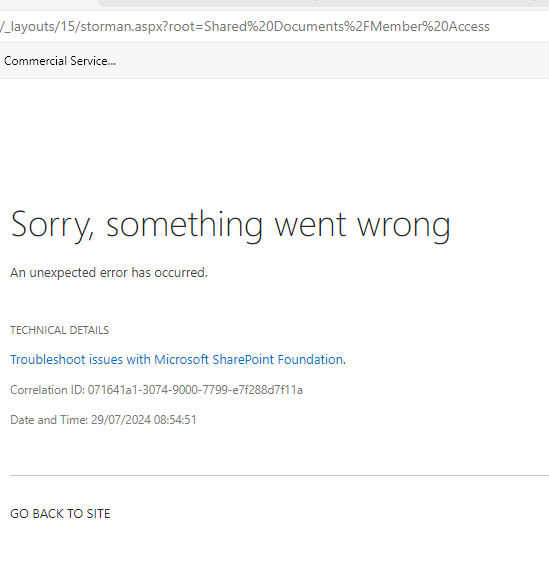 /_layouts/15/storman.aspx?root=Shared%20Documents%2FMember%20Access
Commercial Service...
Sorry, something went wrong
An unexpected error has occurred.
TECHNICAL DETAILS
Troubleshoot issues with Microsoft SharePoint Foundation.
Correlation ID: 071641a1-3074-9000-7799-e7f288d7f11a
Date and Time: 29/07/2024 08:54:51
GO BACK TO SITE